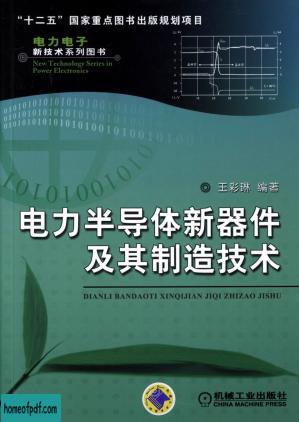 “十二五”国家重点图书出版规划项目
电力电子
新技术系列图书
New Technology Series in
Power Electronics
王彩琳 编著
电力半导体新器件
及其制造技术
DIANLI BANDAOTI XINQIJIAN JIQI ZHIZAO JISHU
机械工业出版社
CHINA MACHINE PRESS
homeofpdf.com